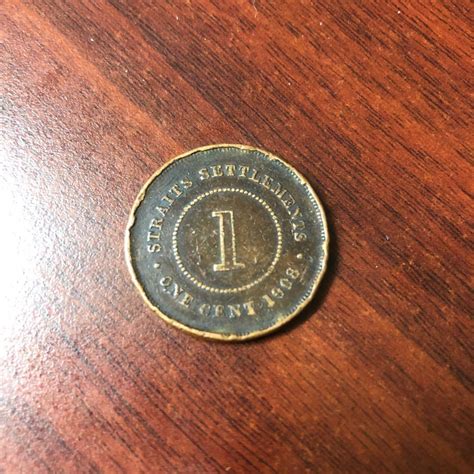 STRAITS SETTLEMENTS
1
· ONE CENT 1908 ·